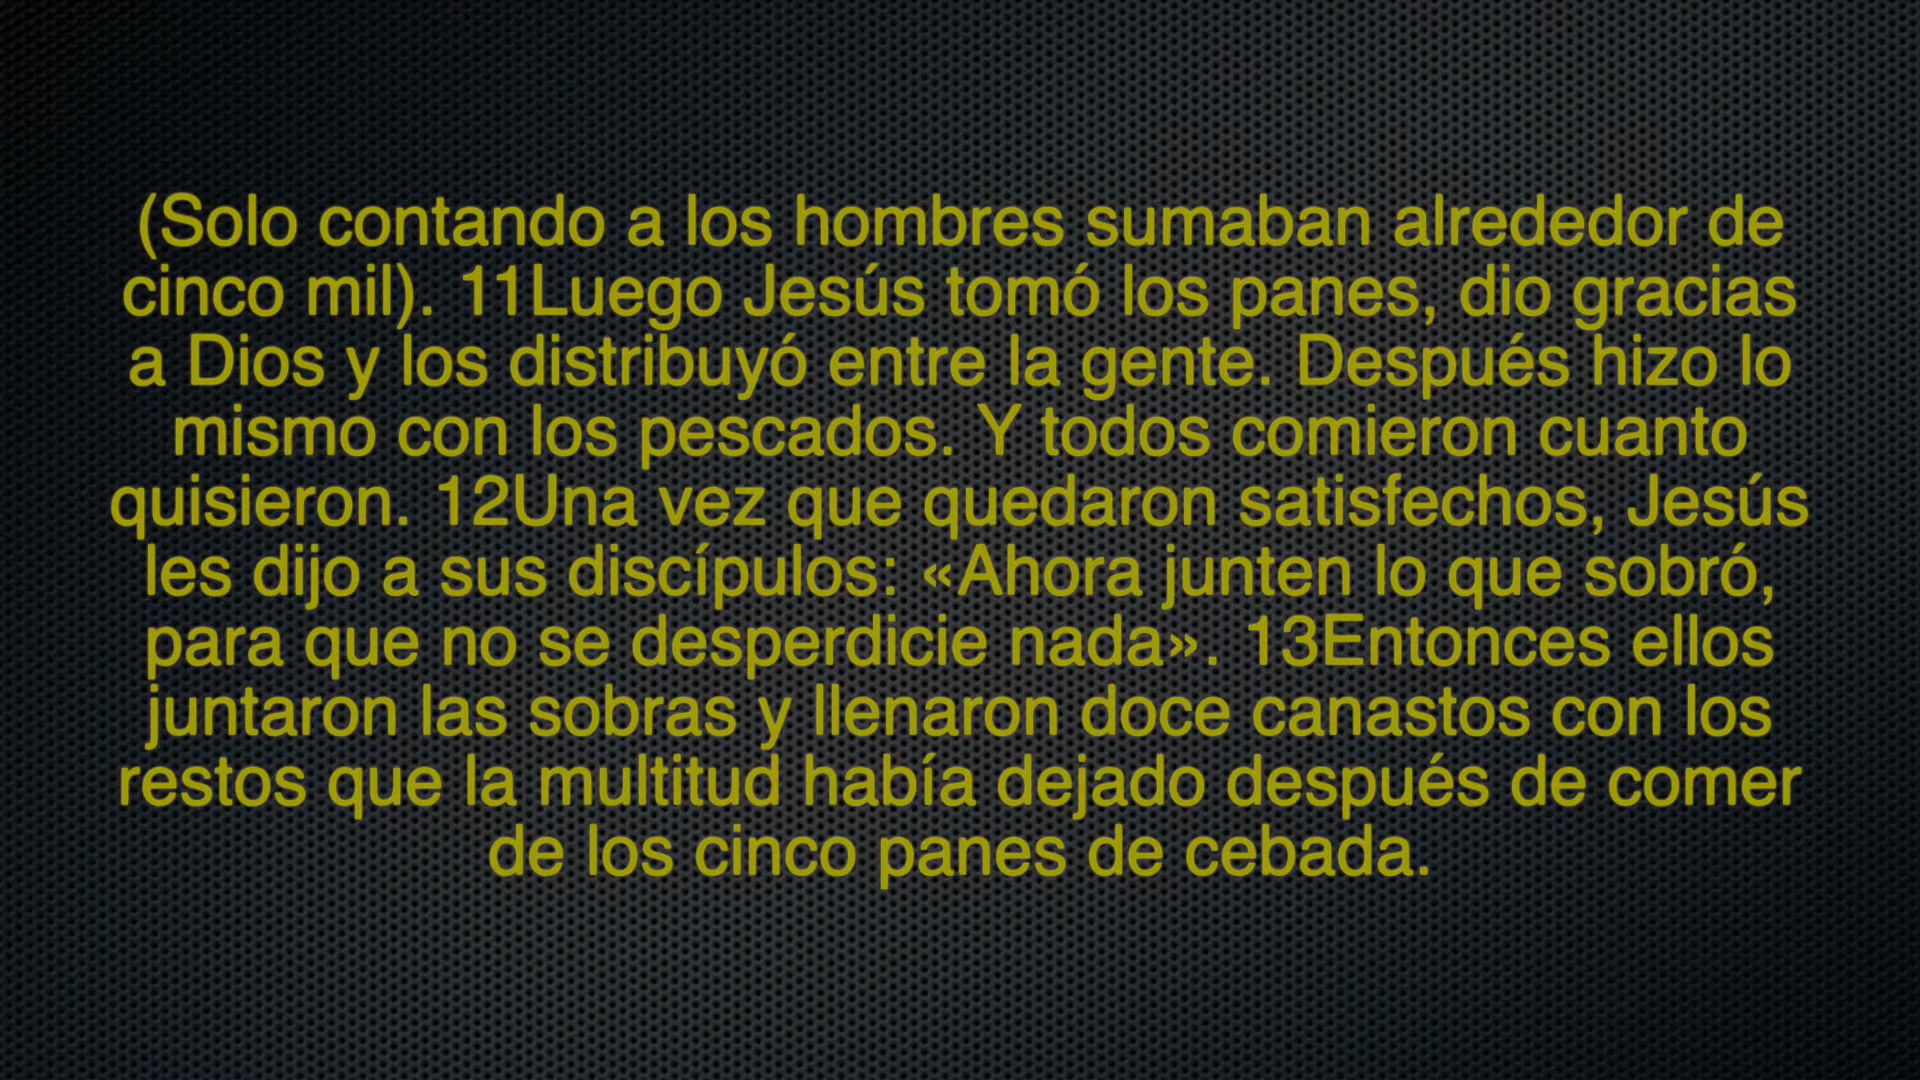 (Solo contando a los hombres sumaban alrededor de
cinco mil). 11Luego Jesús tomó los panes, dio gracias
a Dios y los distribuyó entre la gente. Después hizo lo
mismo con los pescados. Y todos comieron cuanto
quisieron. 12Una vez que quedaron satisfechos, Jesús
les dijo a sus discípulos: «Ahora junten lo que sobró,
para que no se desperdicie nada». 13Entonces ellos
juntaron las sobras y llenaron doce canastos con los
restos que la multitud había dejado después de comer
de los cinco panes de cebada.